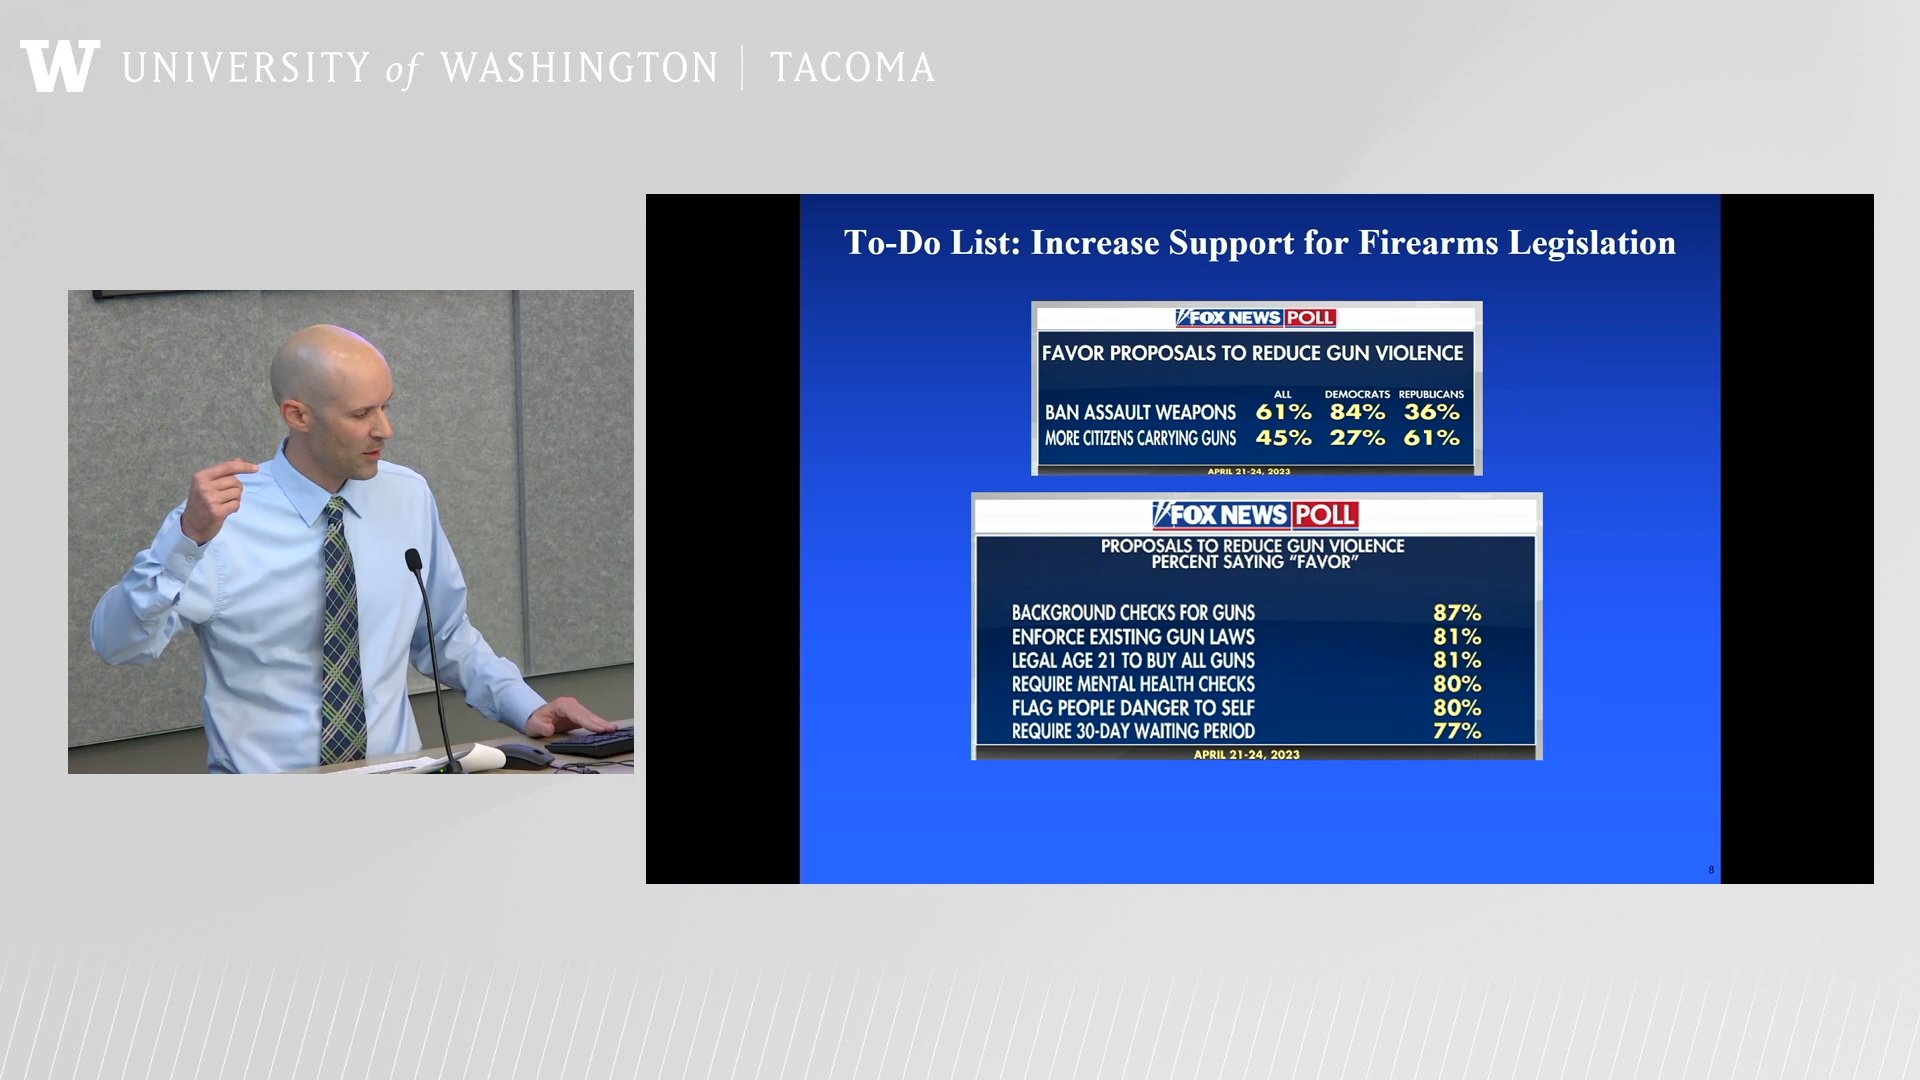 W UNIVERSITY of WASHINGTON | TACOMA
To-Do List: Increase Support for Firearms Legislation
FOX NEWS POLL
FAVOR PROPOSALS TO REDUCE GUN VIOLENCE
ALL DEMOCRATS REPUBLICANS
BAN ASSAULT WEAPONS 61% 84% 36%
MORE CITIZENS CARRYING GUNS 45% 27% 61%
APRIL 21-24, 2023
FOX NEWS POLL
PROPOSALS TO REDUCE GUN VIOLENCE
PERCENT SAYING “FAVOR”
BACKGROUND CHECKS FOR GUNS 87%
ENFORCE EXISTING GUN LAWS 81%
LEGAL AGE 21 TO BUY ALL GUNS 81%
REQUIRE MENTAL HEALTH CHECKS 80%
FLAG PEOPLE DANGER TO SELF 80%
REQUIRE 30-DAY WAITING PERIOD 77%
APRIL 21-24, 2023
8